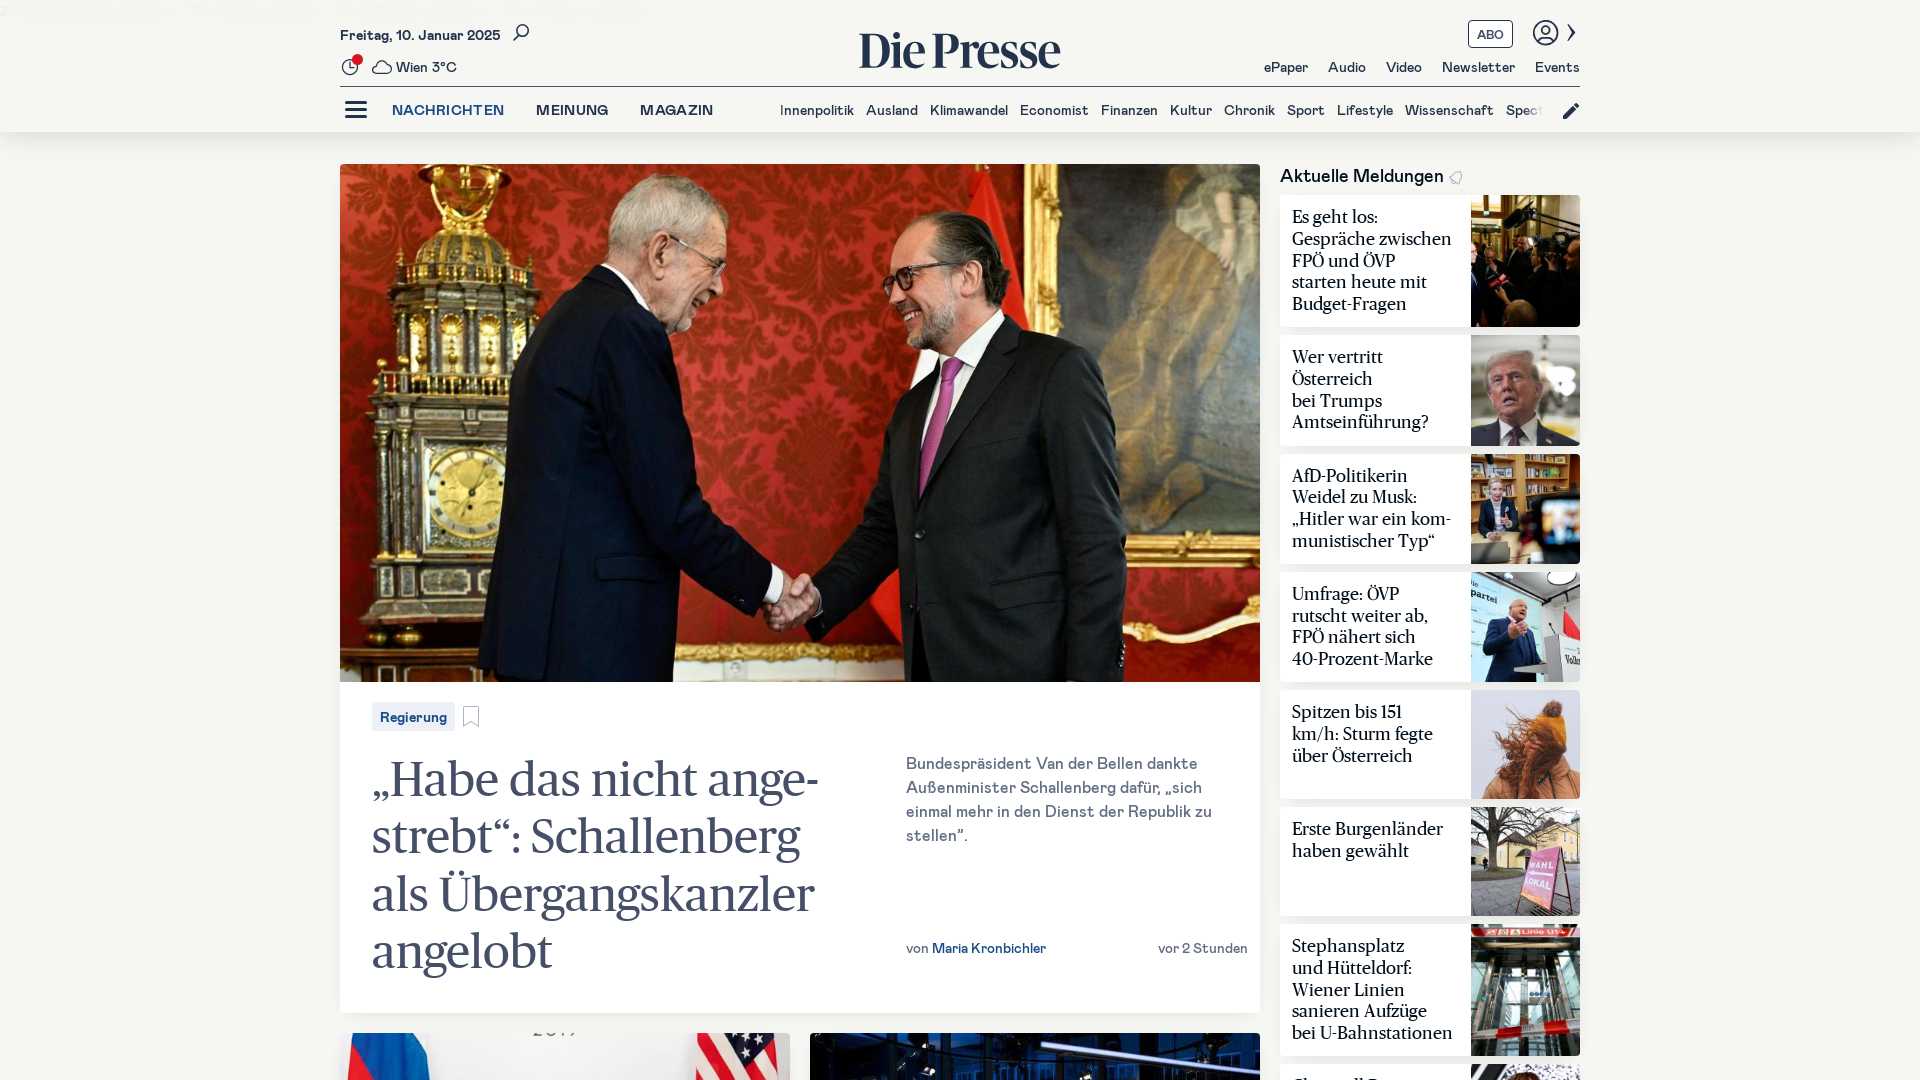 Freitag, 10. Januar 2025
Wien 3°C
Die Presse
ABO
ePaper Audio Video Newsletter Events
NACHRICHTEN MEINUNG MAGAZIN
Innenpolitik Ausland Klimawandel Economist Finanzen Kultur Chronik Sport Lifestyle Wissenschaft Spect
Regierung
„Habe das nicht ange-
strebt“: Schallenberg
als Übergangskanzler
angelobt
Bundespräsident Van der Bellen dankte
Außenminister Schallenberg dafür, „sich
einmal mehr in den Dienst der Republik zu
stellen”.
von Maria Kronbichler
vor 2 Stunden
Aktuelle Meldungen
Es geht los:
Gespräche zwischen
FPÖ und ÖVP
starten heute mit
Budget-Fragen
Wer vertritt
Österreich
bei Trumps
Amtseinführung?
AfD-Politikerin
Weidel zu Musk:
„Hitler war ein kom-
munistischer Typ“
Umfrage: ÖVP
rutscht weiter ab,
FPÖ nähert sich
40-Prozent-Marke
Spitzen bis 151
km/h: Sturm fegte
über Österreich
Erste Burgenländer
haben gewählt
WAHL
LOKAL
Stephansplatz
und Hütteldorf:
Wiener Linien
sanieren Aufzüge
bei U-Bahnstationen